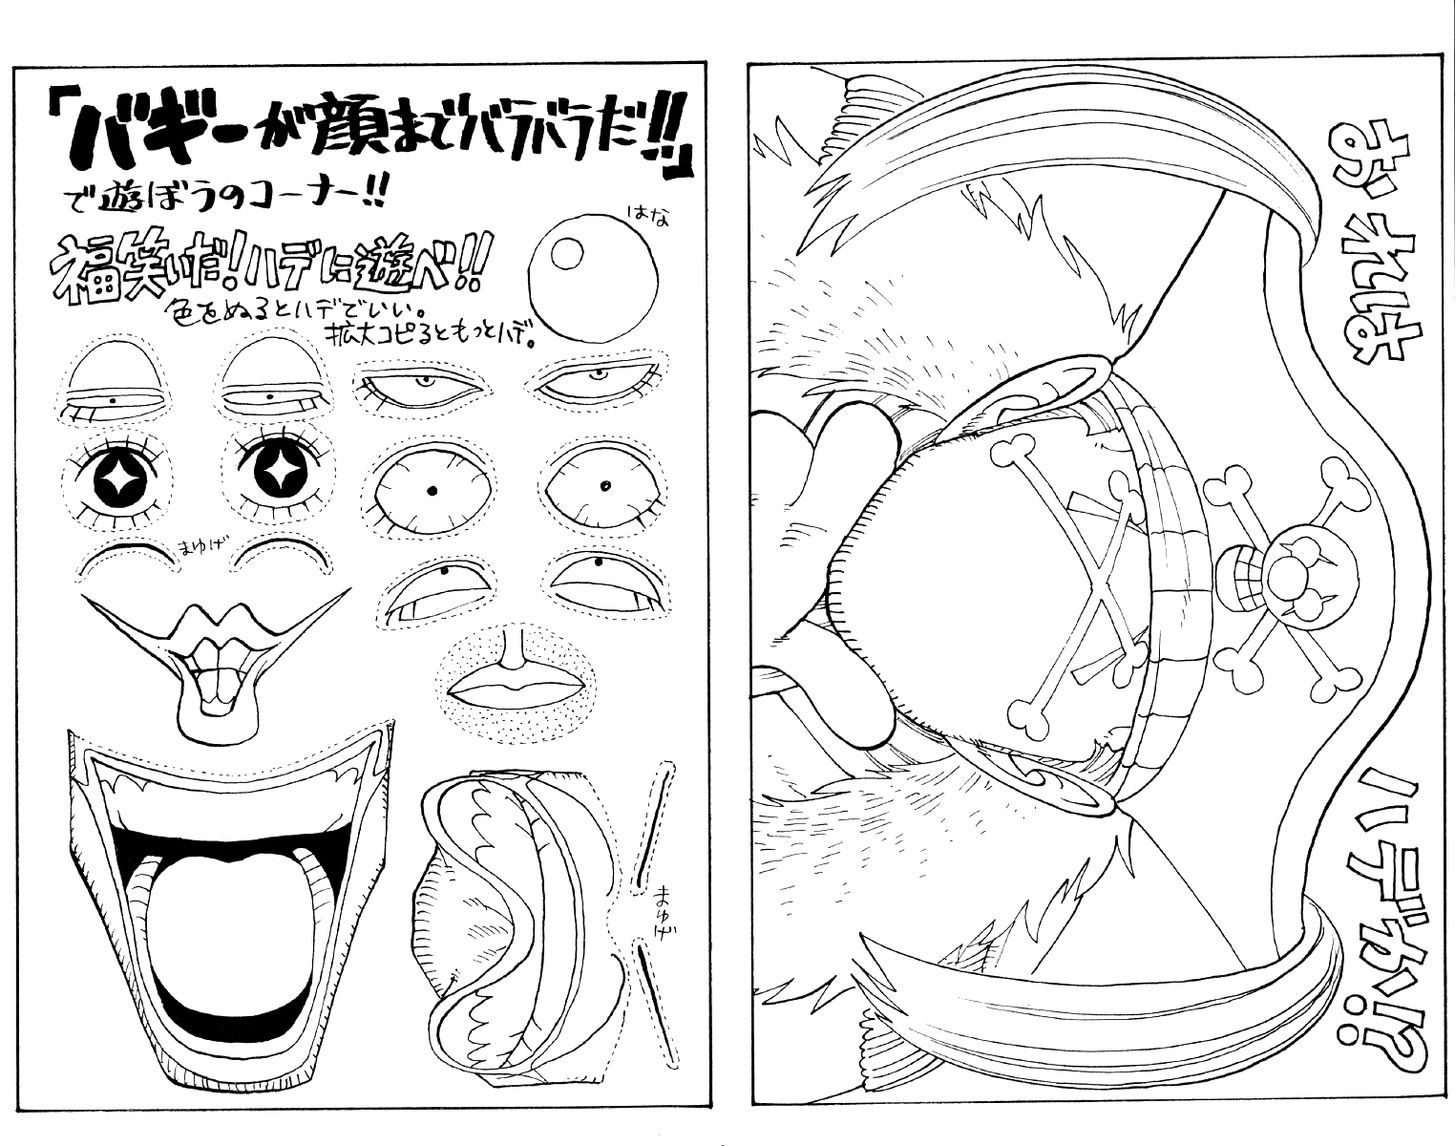 「バギーが顔までバラバラだ!!」
で遊ぼうのコーナー!!
福笑いだ!ハデに遊べ!!
色をぬるとハデでいい。
拡大コピるともっとハデ。
はな
まゆげ
まゆげ
お、れは
ハデか!?